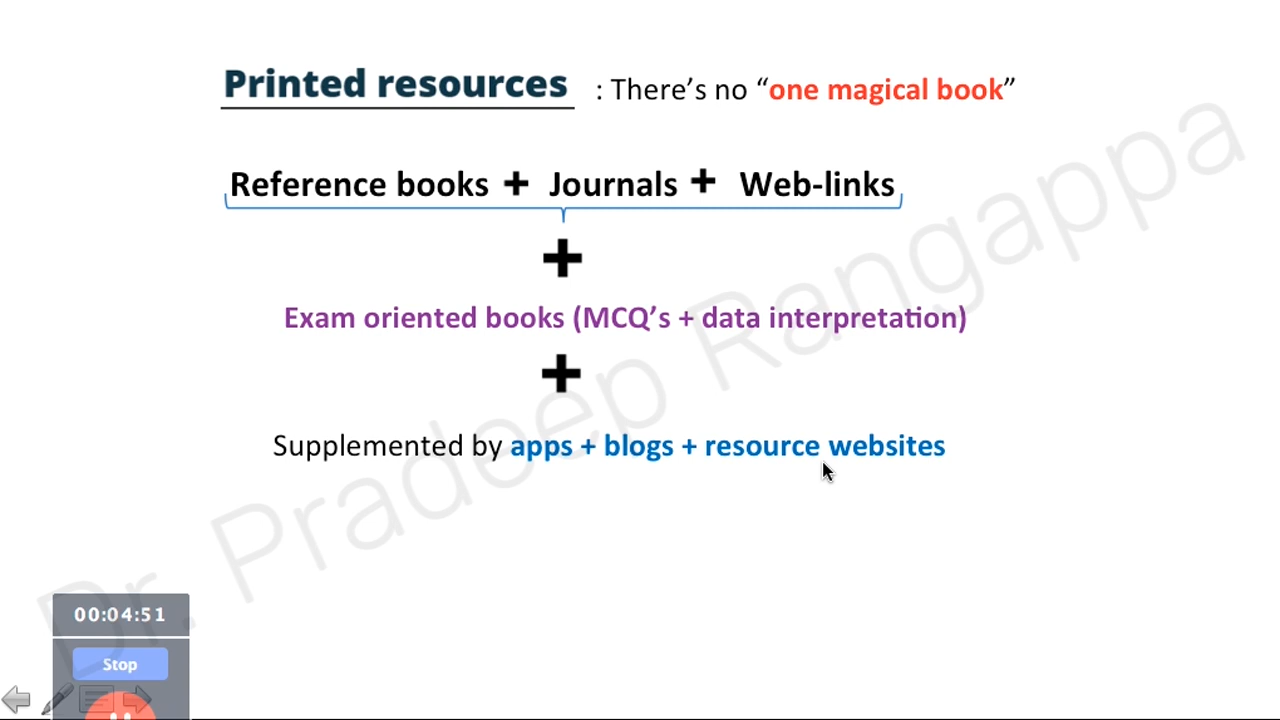 Printed resources : There’s no “one magical book”
Reference books + Journals + Web-links
+
Exam oriented books (MCQ’s + data interpretation)
+
Supplemented by apps + blogs + resource websites
Dr. Pradeep Rangappa
00:04:51
Stop